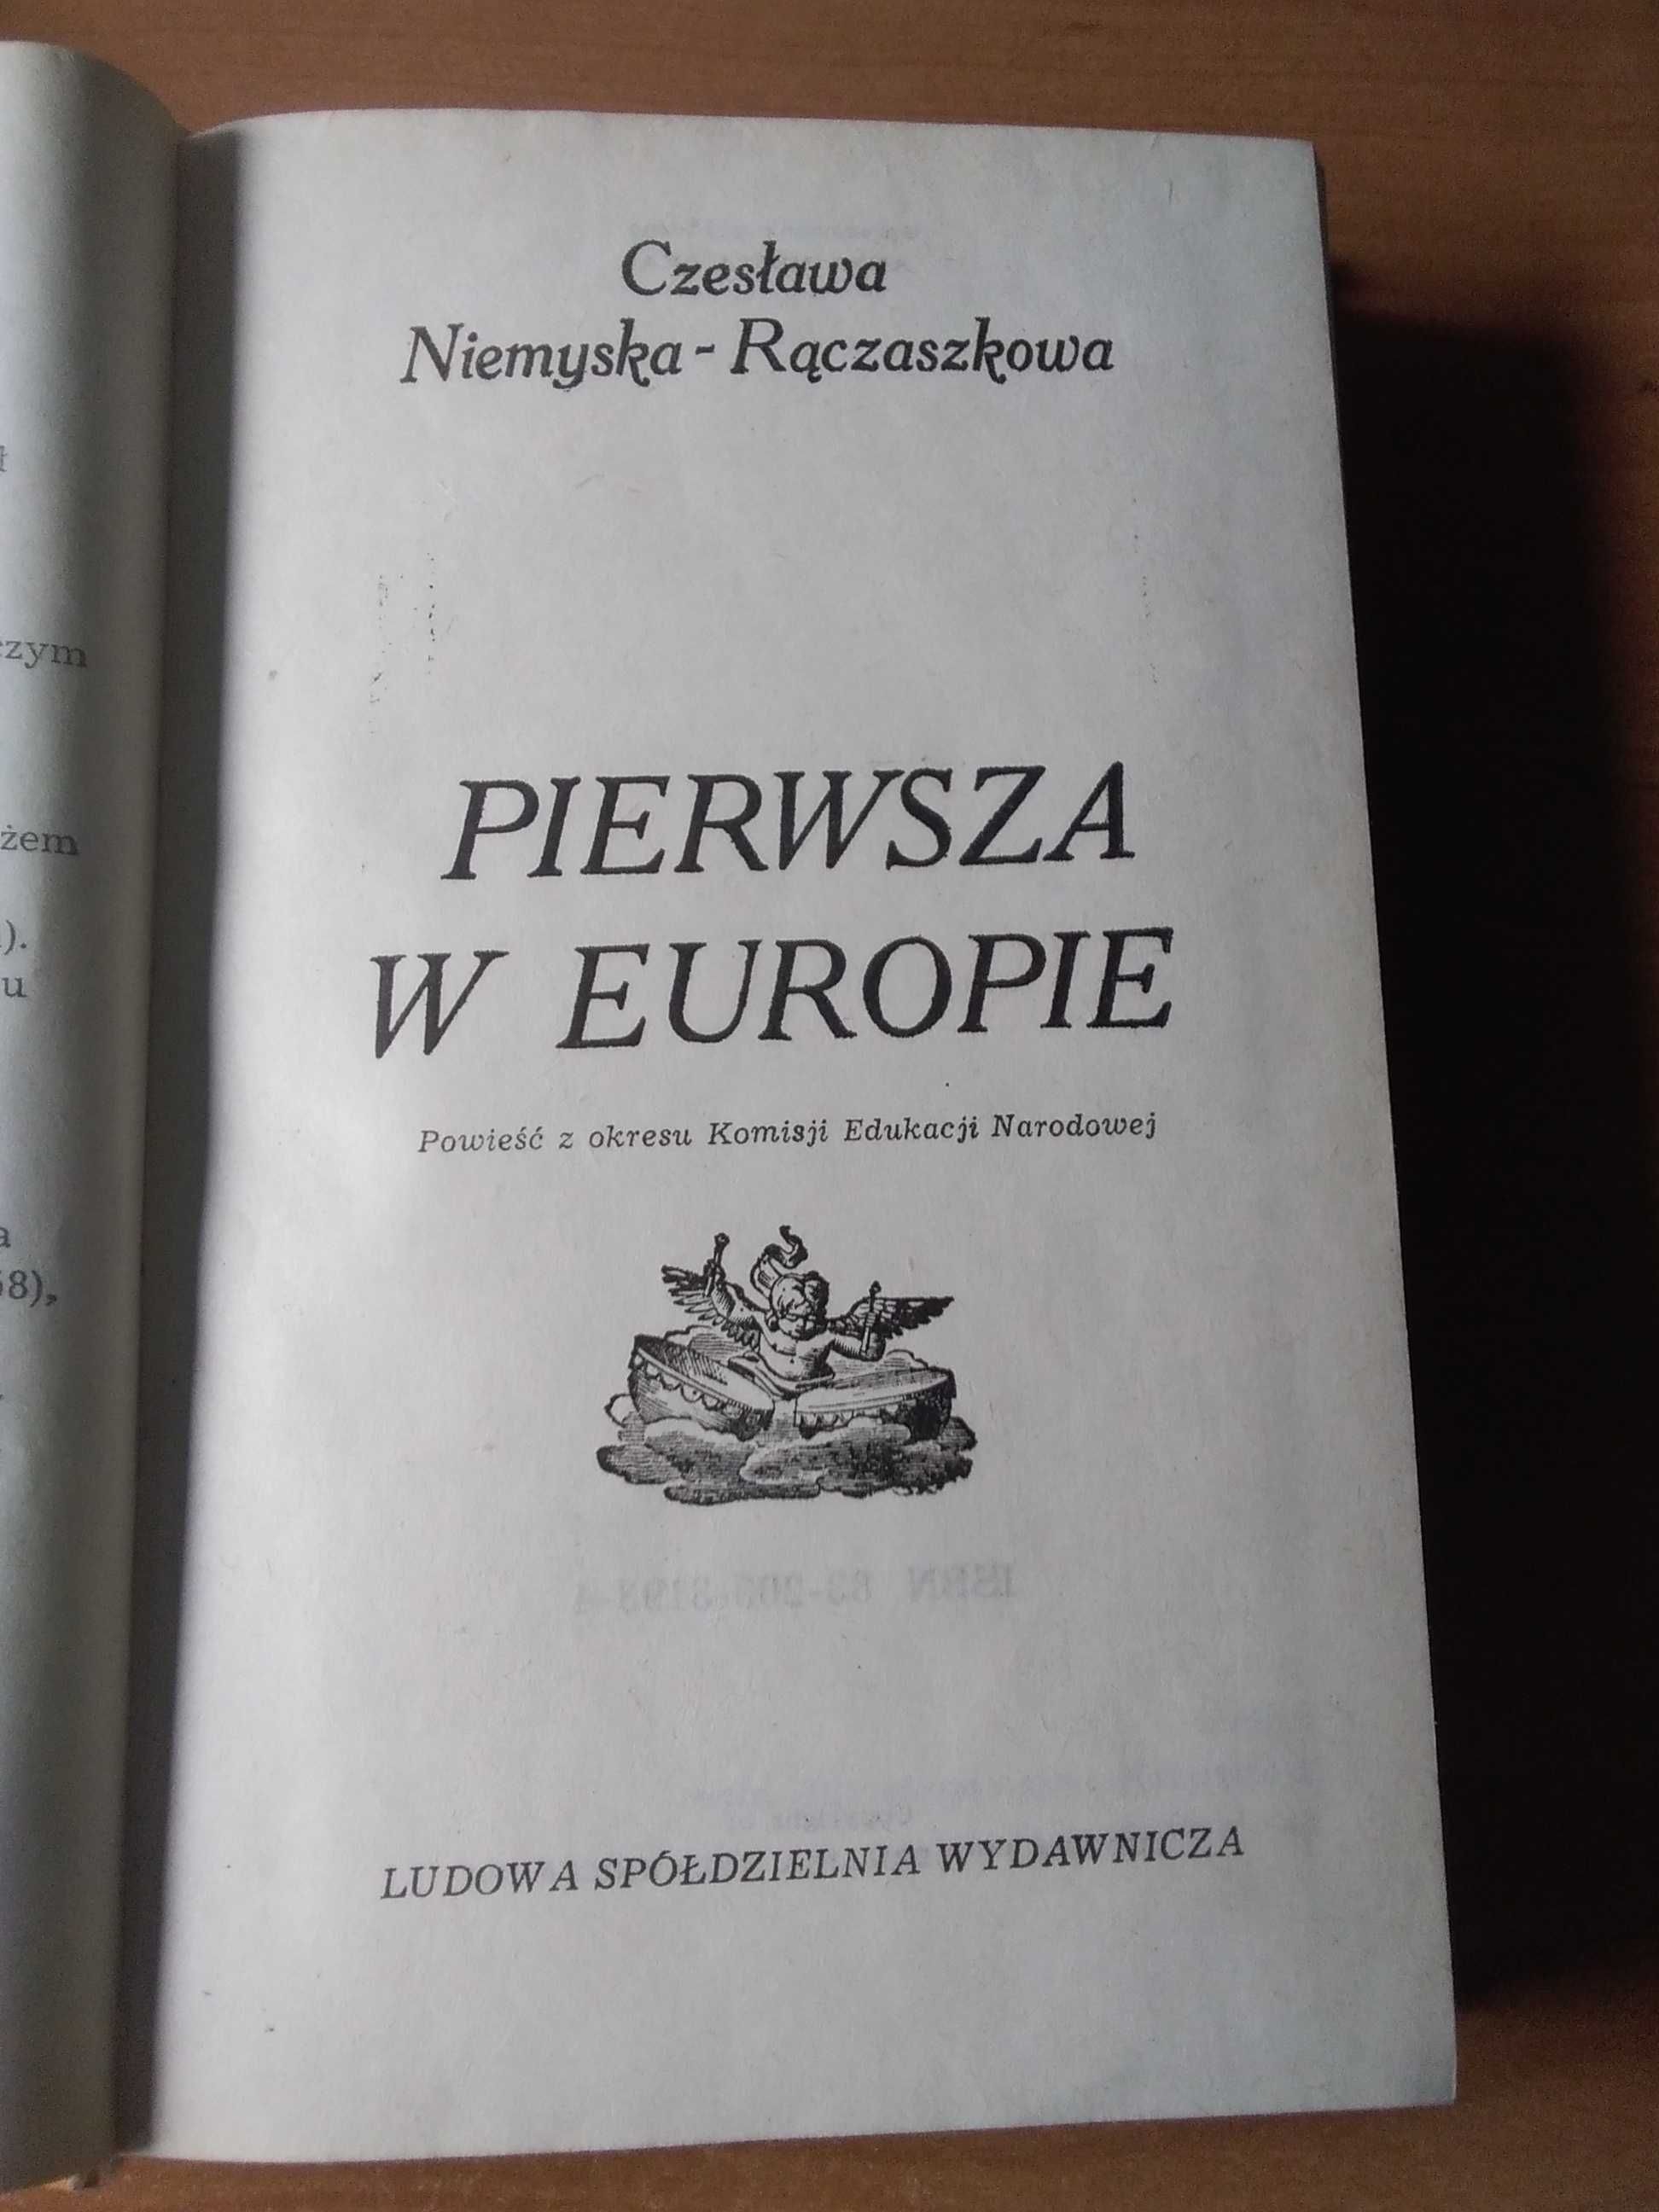 Czesława
Niemyska-Rączaszkowa
PIERWSZA
W EUROPIE
Powieść z okresu Komisji Edukacji Narodowej
LUDOWA SPÓŁDZIELNIA WYDAWNICZA